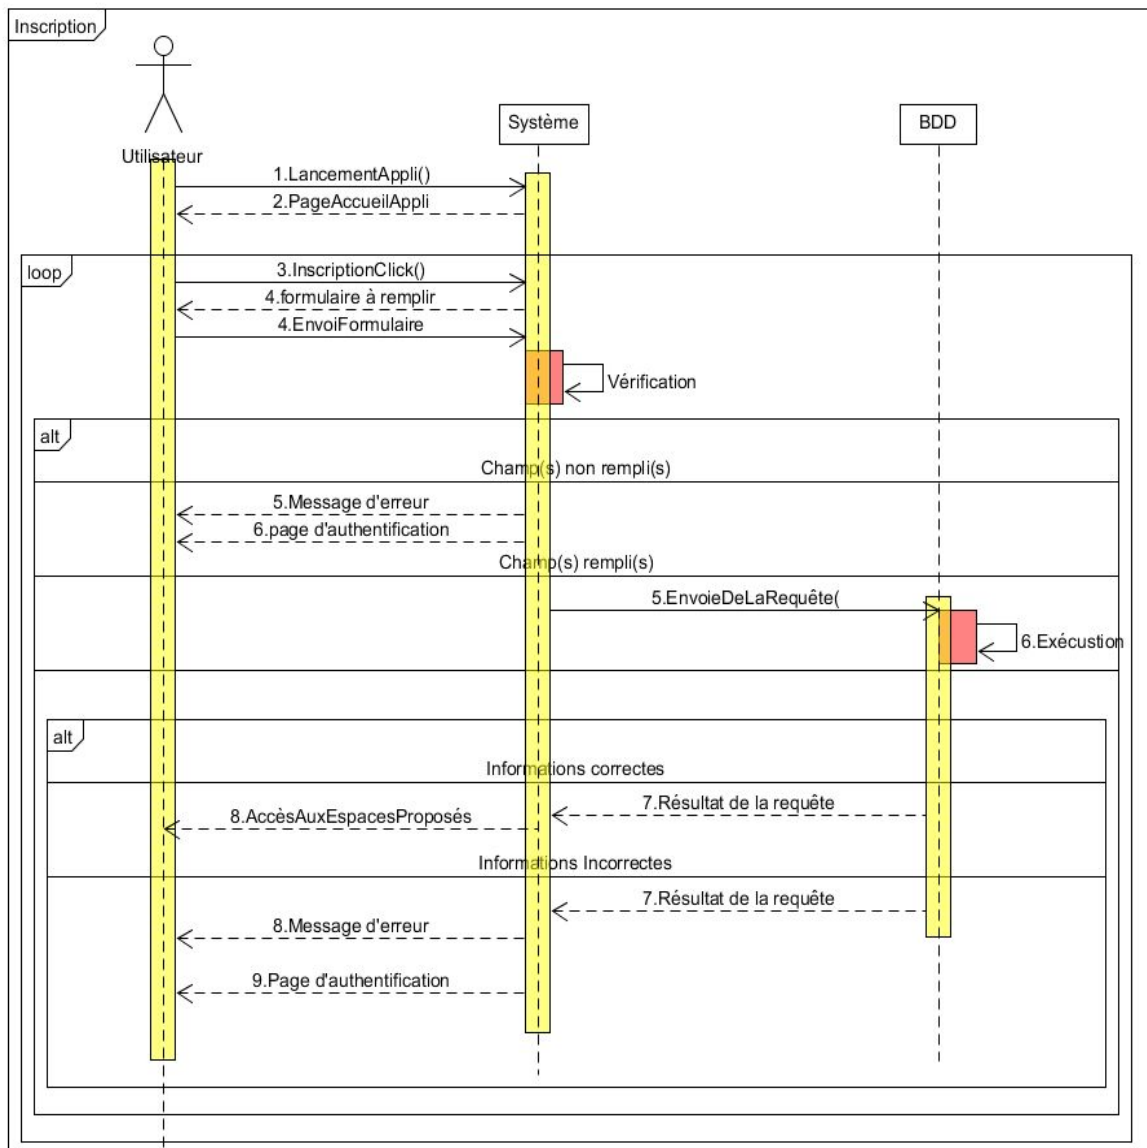 Inscription
Utilisateur
Système
BDD
1.LancementAppli()
2.PageAccueilAppli
loop
3.InscriptionClick()
4.formulaire à remplir
4.EnvoiFormulaire
Vérification
alt
Champ(s) non rempli(s)
5.Message d'erreur
6.page d'authentification
Champ(s) rempli(s)
5.EnvoieDeLaRequête(
6.Exécustion
alt
Informations correctes
7.Résultat de la requête
8.AccèsAuxEspacesProposés
Informations Incorrectes
7.Résultat de la requête
8.Message d'erreur
9.Page d'authentification